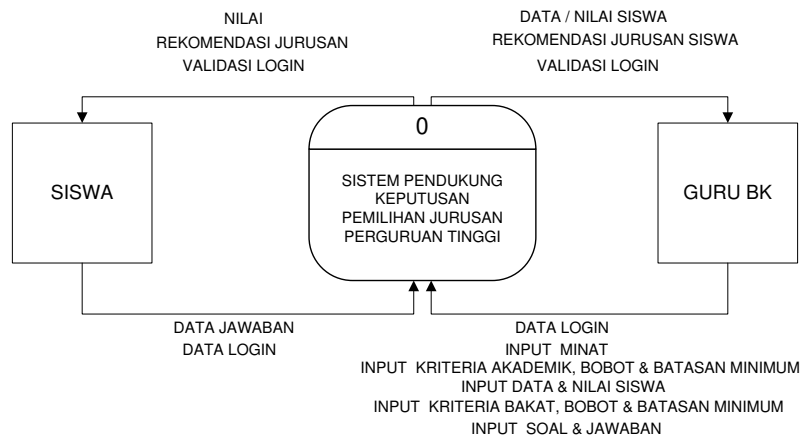 NILAI
REKOMENDASI JURUSAN
VALIDASI LOGIN
DATA / NILAI SISWA
REKOMENDASI JURUSAN SISWA
VALIDASI LOGIN
SISWA
0
SISTEM PENDUKUNG
KEPUTUSAN
PEMILIHAN JURUSAN
PERGURUAN TINGGI
GURU BK
DATA JAWABAN
DATA LOGIN
DATA LOGIN
INPUT MINAT
INPUT KRITERIA AKADEMIK, BOBOT & BATASAN MINIMUM
INPUT DATA & NILAI SISWA
INPUT KRITERIA BAKAT, BOBOT & BATASAN MINIMUM
INPUT SOAL & JAWABAN